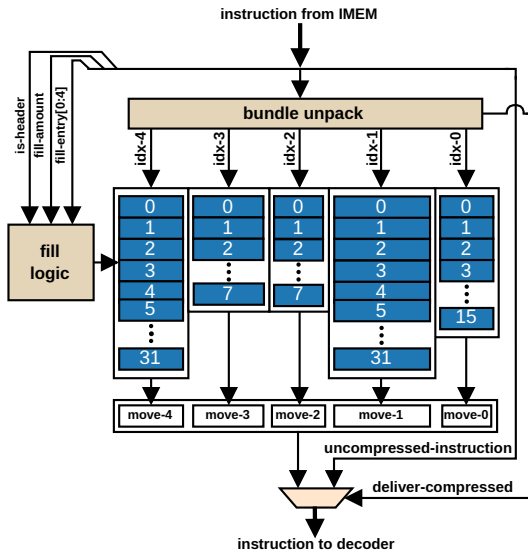 instruction from IMEM
is-header
fill-amount
fill-entry[0:4]
bundle unpack
idx-4
idx-3
idx-2
idx-1
idx-0
fill
logic
0
1
2
3
4
5
31
0
1
2
7
0
1
2
7
0
1
2
3
4
5
31
0
1
2
3
15
move-4
move-3
move-2
move-1
move-0
uncompressed-instruction
deliver-compressed
instruction to decoder